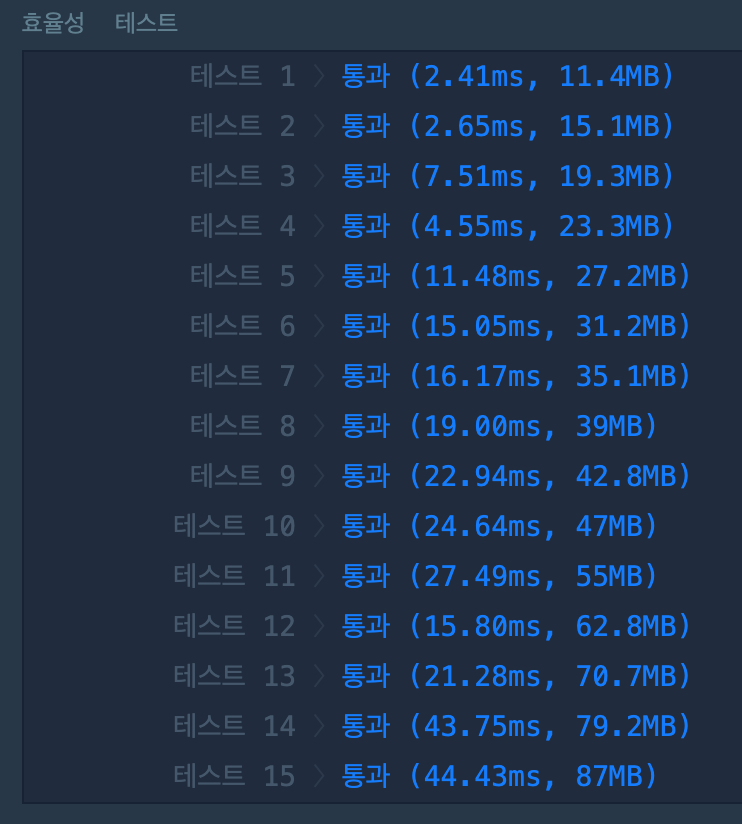 효율성 테스트
테스트 1 〉 통과 (2.41ms, 11.4MB)
테스트 2 〉 통과 (2.65ms, 15.1MB)
테스트 3 〉 통과 (7.51ms, 19.3MB)
테스트 4 〉 통과 (4.55ms, 23.3MB)
테스트 5 〉 통과 (11.48ms, 27.2MB)
테스트 6 〉 통과 (15.05ms, 31.2MB)
테스트 7 〉 통과 (16.17ms, 35.1MB)
테스트 8 〉 통과 (19.00ms, 39MB)
테스트 9 〉 통과 (22.94ms, 42.8MB)
테스트 10 〉 통과 (24.64ms, 47MB)
테스트 11 〉 통과 (27.49ms, 55MB)
테스트 12 〉 통과 (15.80ms, 62.8MB)
테스트 13 〉 통과 (21.28ms, 70.7MB)
테스트 14 〉 통과 (43.75ms, 79.2MB)
테스트 15 〉 통과 (44.43ms, 87MB)